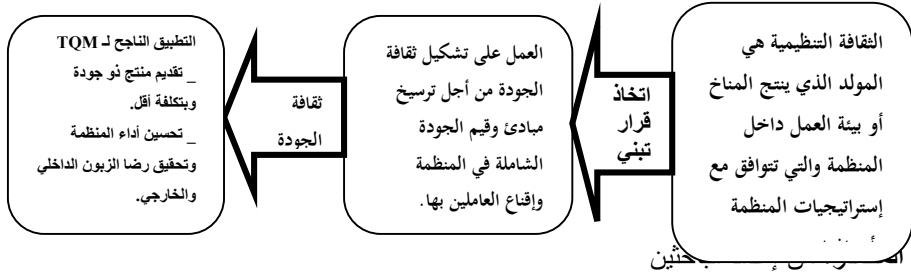 الثقافة التنظيمية هي
المولد الذي ينتج المناخ
أو بيئة العمل داخل
المنظمة والتي تتوافق مع
إستراتيجيات المنظمة
اتخاذ
قرار
تبني
العمل على تشكيل ثقافة
الجودة من أجل ترسيخ
مبادئ وقيم الجودة
الشاملة في المنظمة
وإقناع العاملين بها.
ثقافة
الجودة
التطبيق الناجح لـ TQM
_ تقديم منتج ذو جودة
وبتكلفة أقل.
_ تحسين أداء المنظمة
وتحقيق رضا الزبون الداخلي
والخارجي.